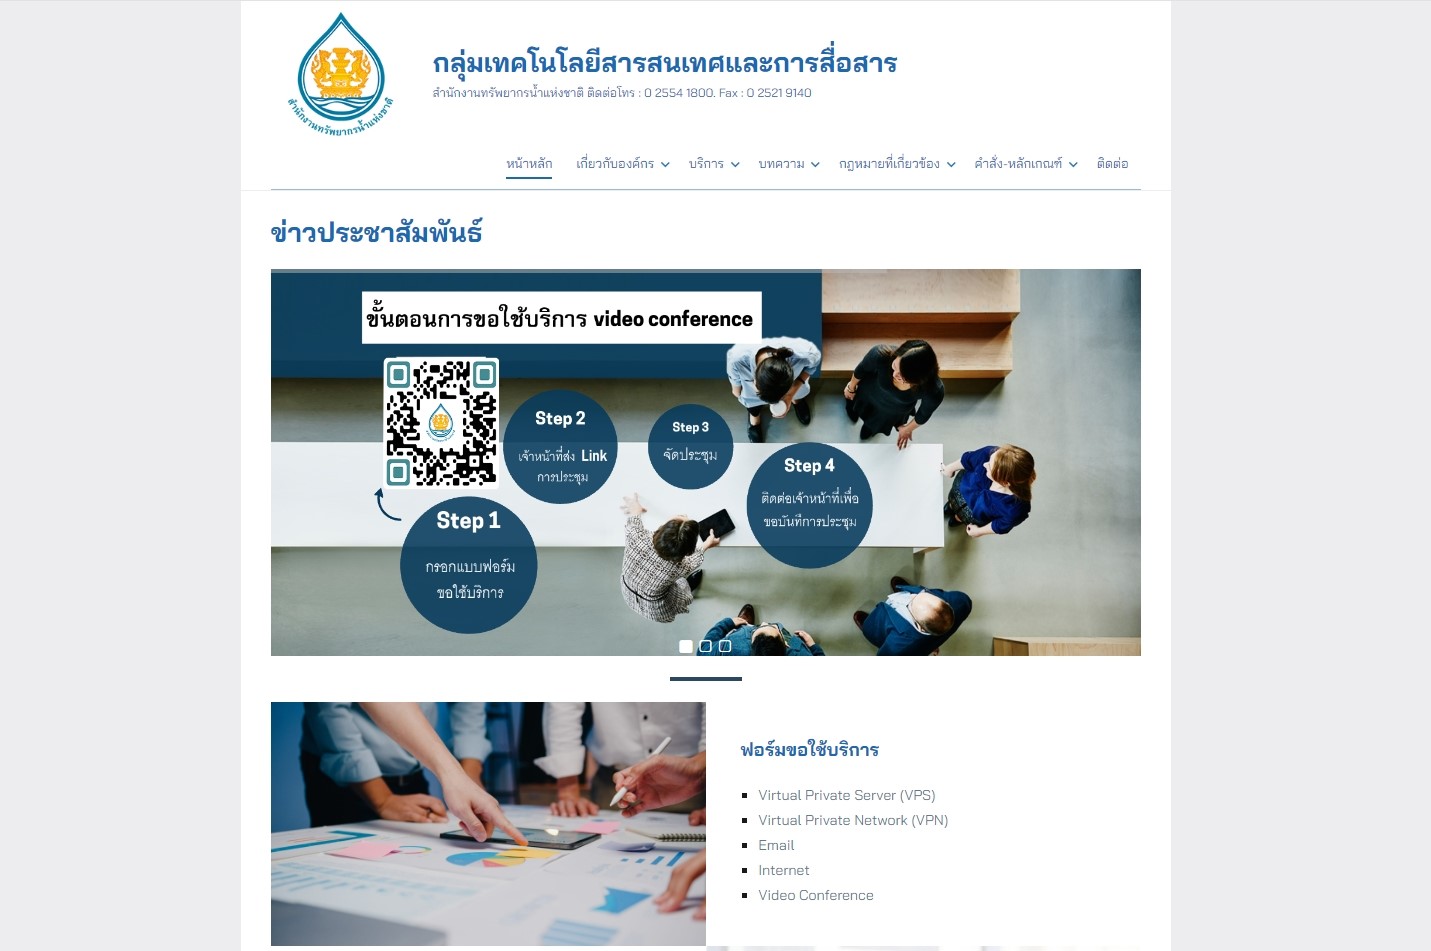 สำนักงานทรัพยากรน้ำแห่งชาติ
กลุ่มเทคโนโลยีสารสนเทศและการสื่อสาร
สำนักงานทรัพยากรน้ำแห่งชาติ ติดต่อโทร : 0 2554 1800. Fax : 0 2521 9140
หน้าหลัก เกี่ยวกับองค์กร บริการ บทความ กฎหมายที่เกี่ยวข้อง คำสั่ง-หลักเกณฑ์ ติดต่อ
ข่าวประชาสัมพันธ์
ขั้นตอนการขอใช้บริการ video conference
Step 1
กรอกแบบฟอร์ม
ขอใช้บริการ
Step 2
เจ้าหน้าที่ส่ง Link
การประชุม
Step 3
จัดประชุม
Step 4
ติดต่อเจ้าหน้าที่เพื่อ
ขอบันทึการประชุม
ฟอร์มขอใช้บริการ
Virtual Private Server (VPS)
Virtual Private Network (VPN)
Email
Internet
Video Conference